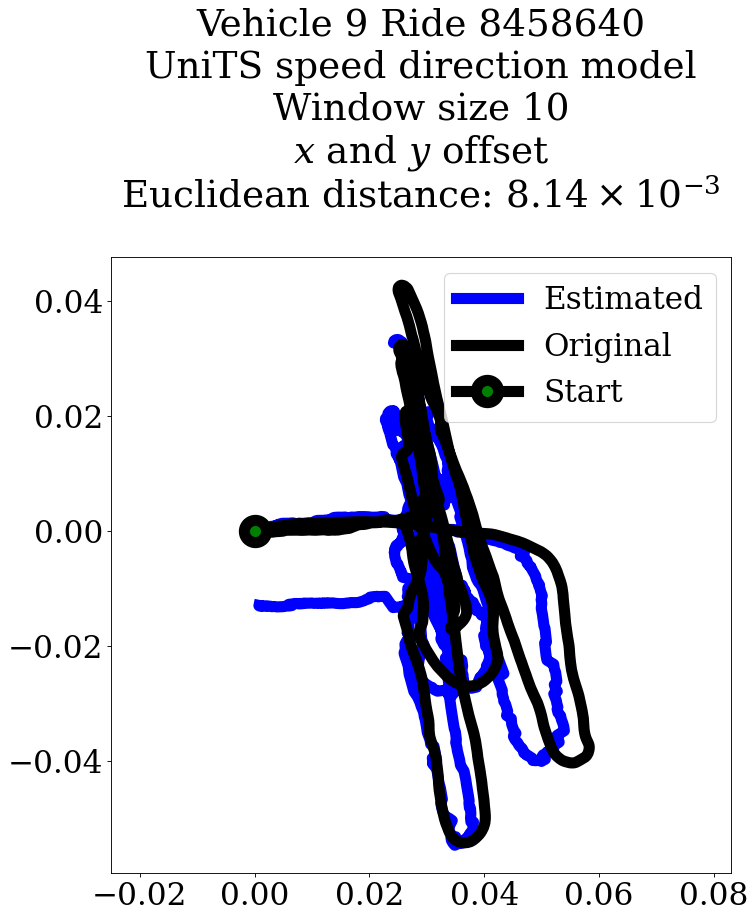 Vehicle 9 Ride 8458640
UniTS speed direction model
Window size 10
x and y offset
Euclidean distance: 8.14 × 10⁻³
Estimated
Original
Start
0.04
0.02
0.00
−0.02
−0.04
−0.02 0.00 0.02 0.04 0.06 0.08